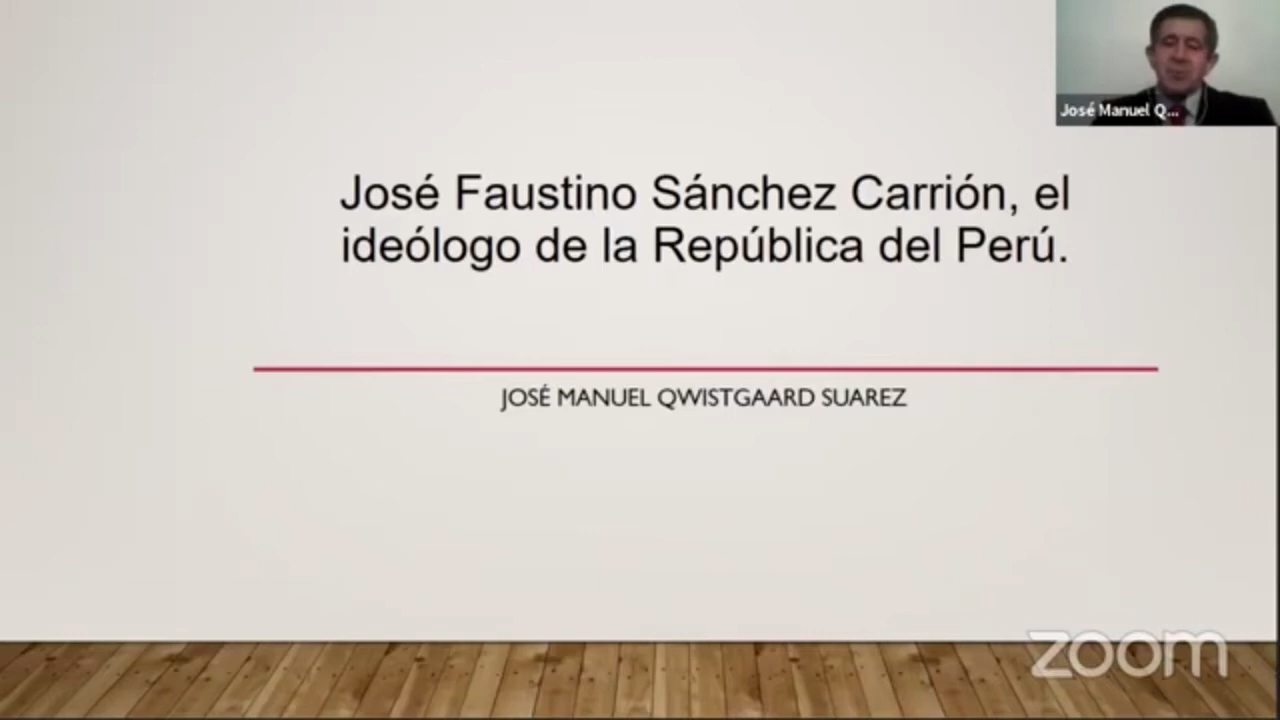 José Manuel Q...
José Faustino Sánchez Carrión, el
ideólogo de la República del Perú.
JOSÉ MANUEL QWISTGAARD SUAREZ
zoom